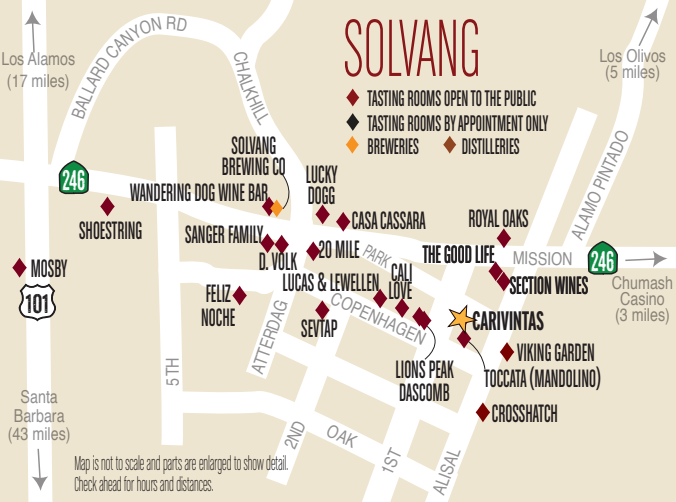 SOLVANG
TASTING ROOMS OPEN TO THE PUBLIC
TASTING ROOMS BY APPOINTMENT ONLY
BREWERIES
DISTILLERIES
Los Alamos
(17 miles)
BALLARD CANYON RD
CHALKHILL
Los Olivos
(5 miles)
ALAMO PINTADO
246
SHOESTRING
MOSBY
101
Santa
Barbara
(43 miles)
SOLVANG
BREWING CO
WANDERING DOG WINE BAR
LUCKY
DOGG
CASA CASSARA
SANGER FAMILY
D. VOLK
20 MILE
PARK
ROYAL OAKS
THE GOOD LIFE
MISSION
246
Chumash
Casino
(3 miles)
SECTION WINES
LUCAS & LEWELLEN
CALI
LOVE
FELIZ
NOCHE
SEVTAP
COPENHAGEN
CARIVINTAS
ATTERDAG
5 TH
LIONS PEAK
DASCOMB
VIKING GARDEN
TOCCATA (MANDOLINO)
CROSSHATCH
2ND
OAK
1ST
ALISAL
Map is not to scale and parts are enlarged to show detail.
Check ahead for hours and distances.